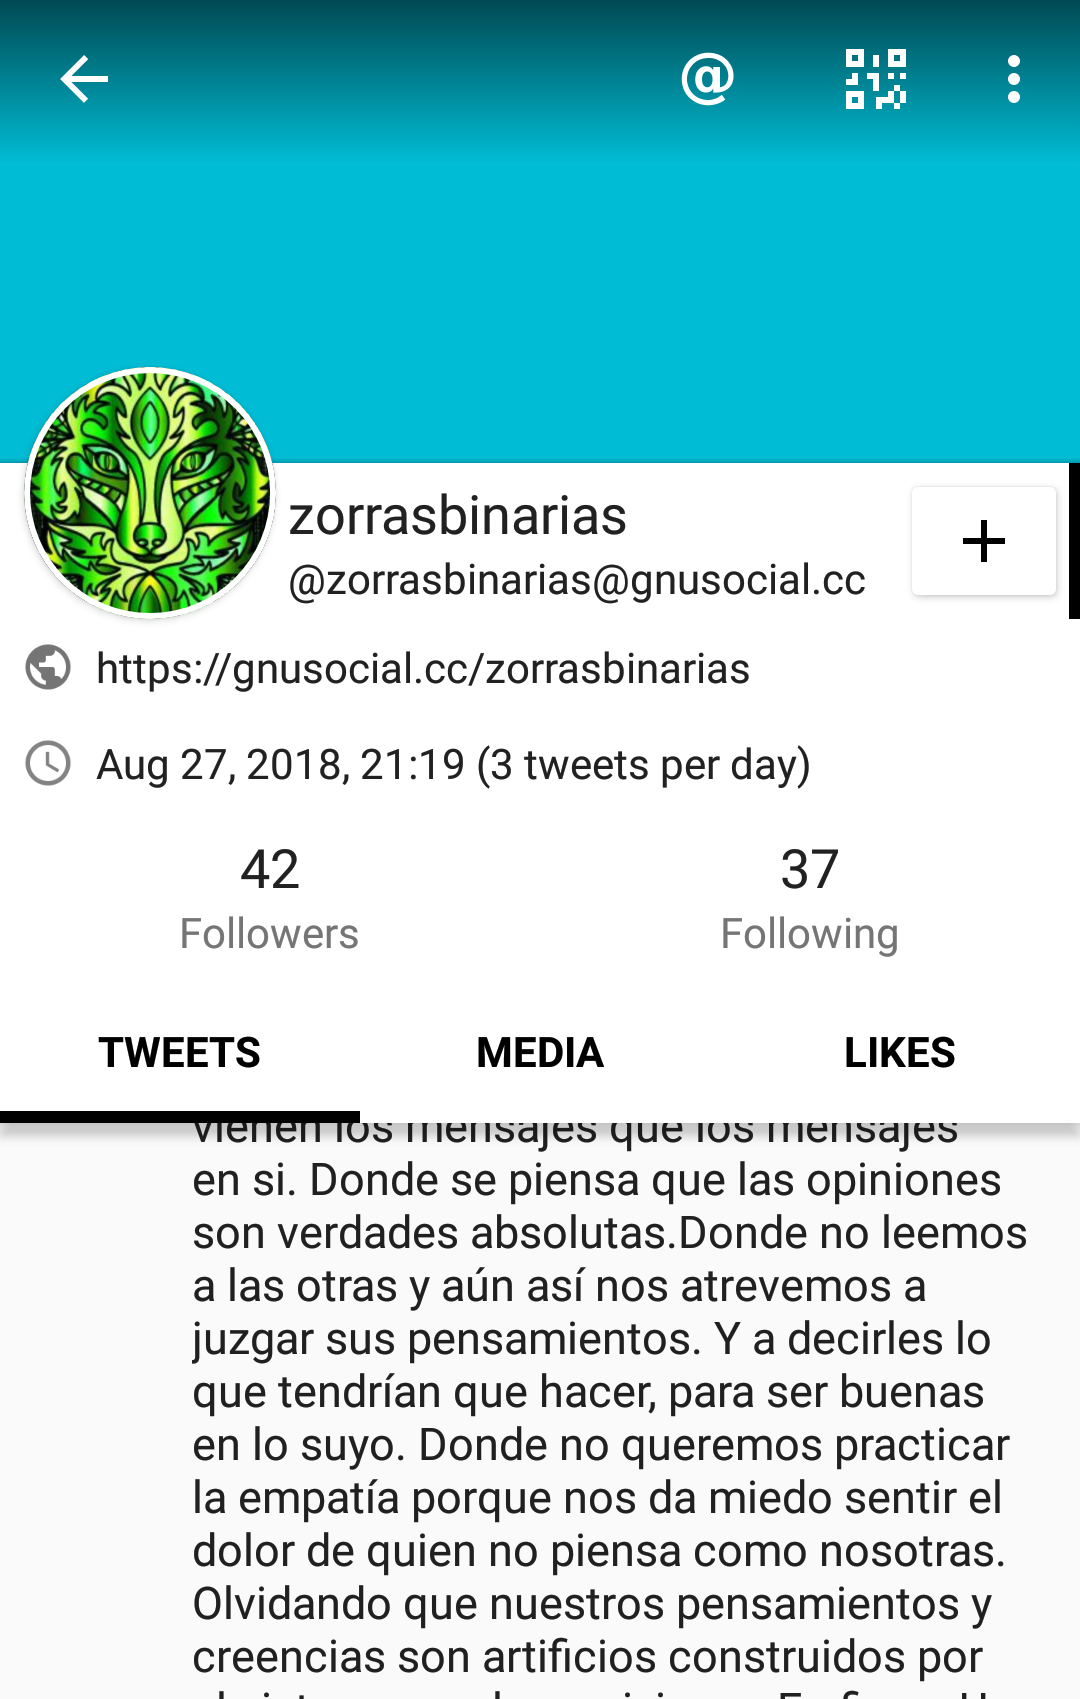 @
zorrasbinarias
@zorrasbinarias@gnusocial.cc
+
https://gnusocial.cc/zorrasbinarias
Aug 27, 2018, 21:19 (3 tweets per day)
42
Followers
37
Following
TWEETS
MEDIA
LIKES
vienen los mensajes que los mensajes
en si. Donde se piensa que las opiniones
son verdades absolutas.Donde no leemos
a las otras y aún así nos atrevemos a
juzgar sus pensamientos. Y a decirles lo
que tendrían que hacer, para ser buenas
en lo suyo. Donde no queremos practicar
la empatía porque nos da miedo sentir el
dolor de quien no piensa como nosotras.
Olvidando que nuestros pensamientos y
creencias son artificios construidos por